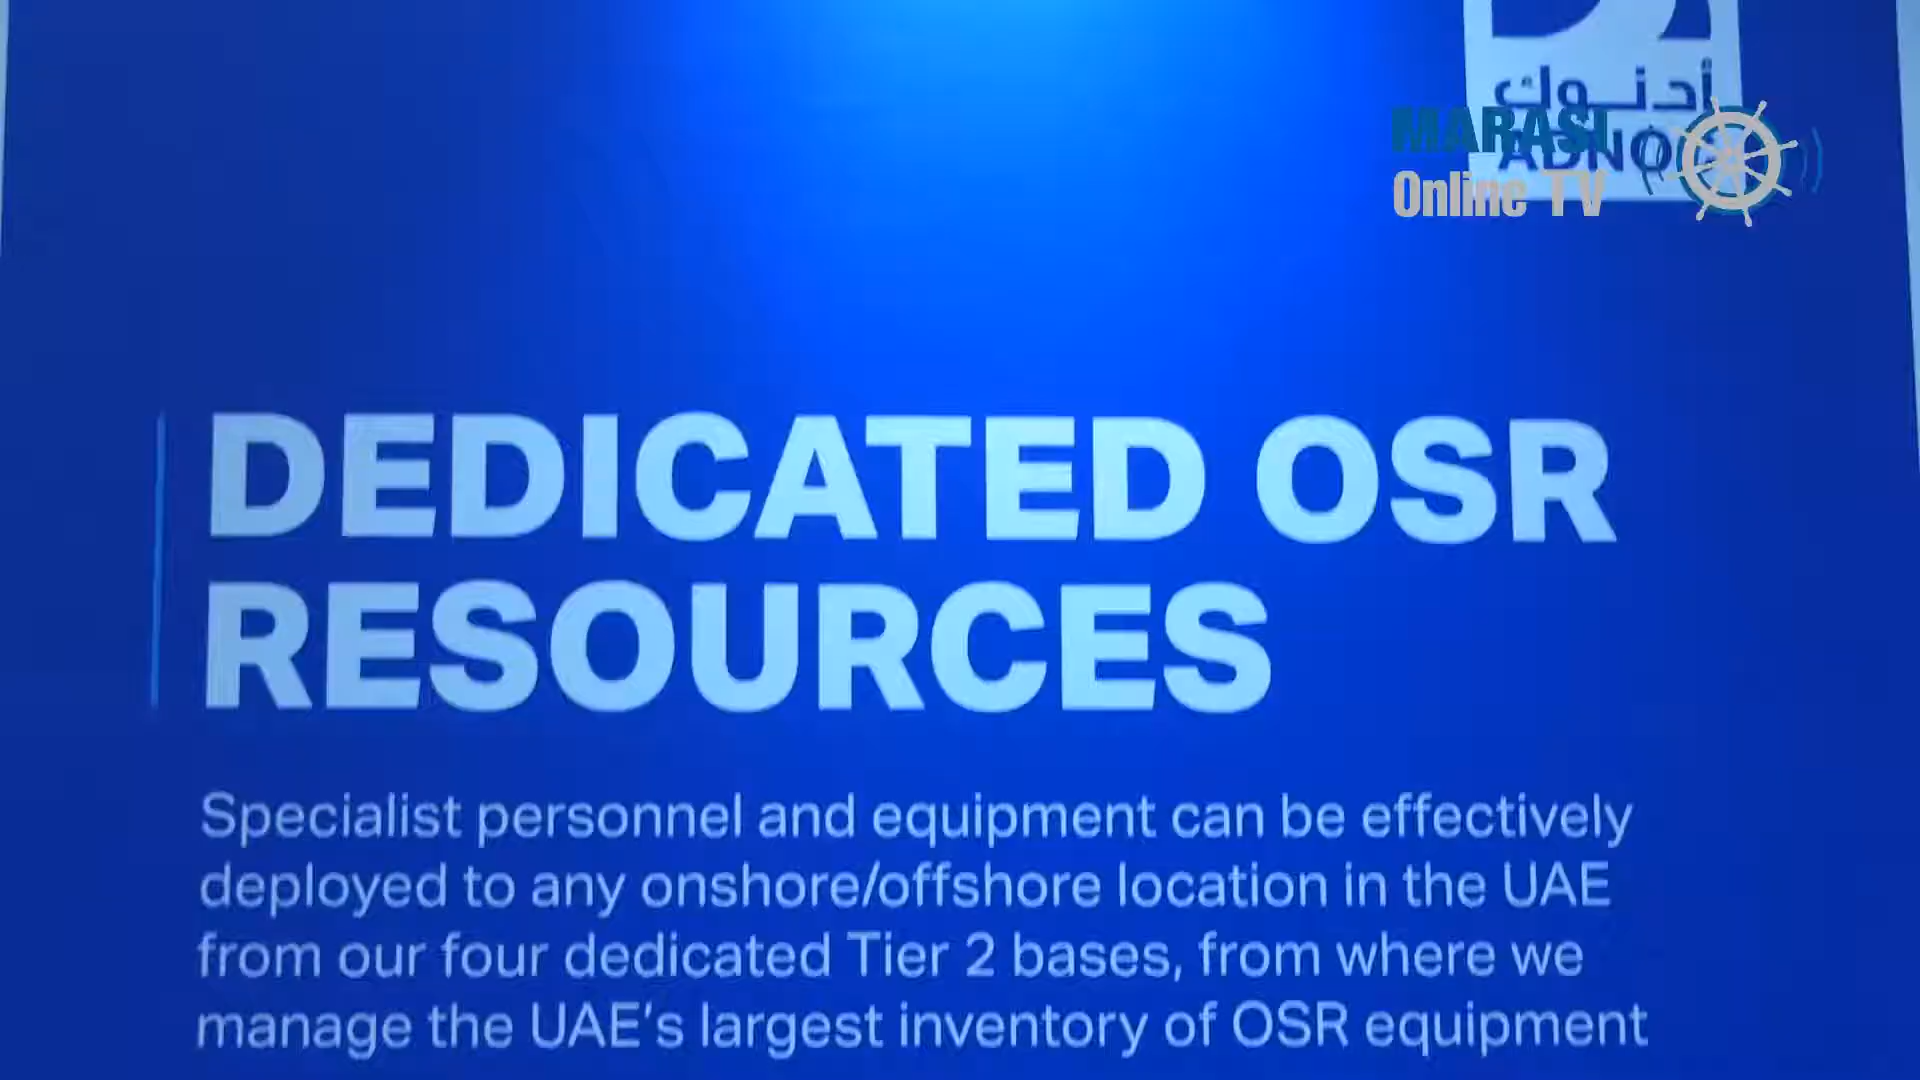 أدنوك
ADNOC
MARASI
Online TV
DEDICATED OSR
RESOURCES
Specialist personnel and equipment can be effectively
deployed to any onshore/offshore location in the UAE
from our four dedicated Tier 2 bases, from where we
manage the UAE's largest inventory of OSR equipment